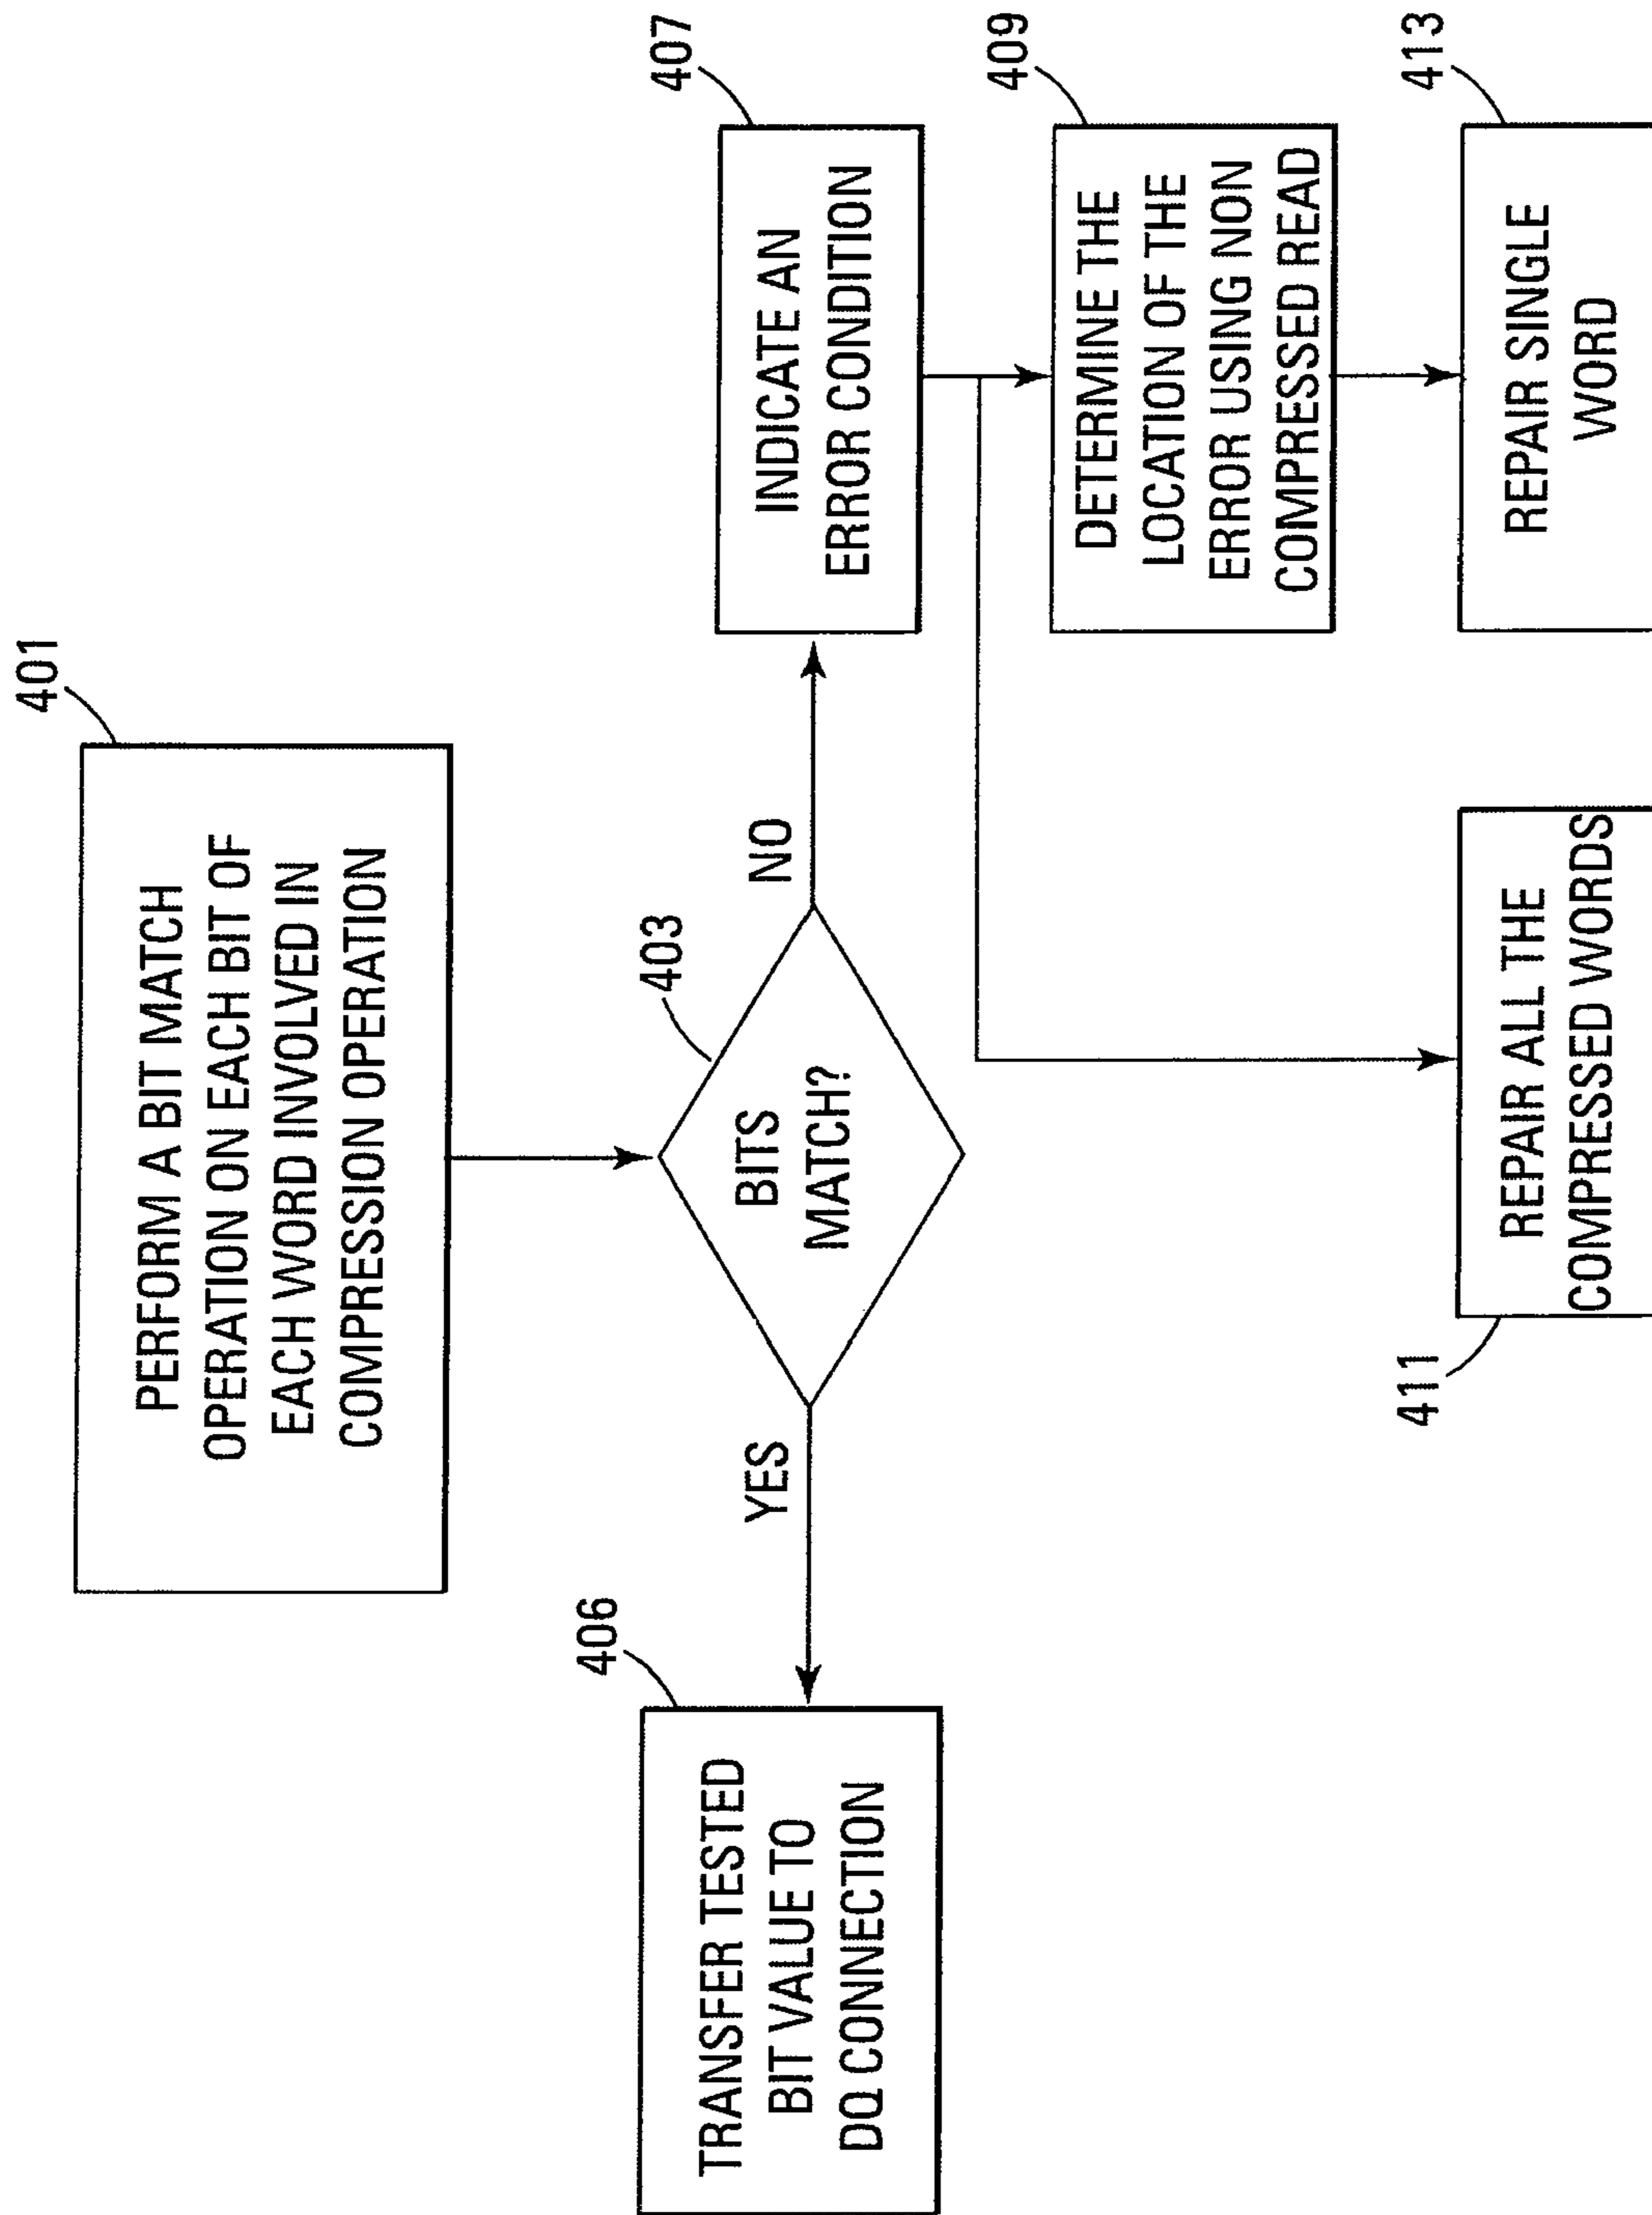 401
PERFORM A BIT MATCH
OPERATION ON EACH BIT OF
EACH WORD INVOLVED IN
COMPRESSION OPERATION
403
BITS
MATCH?
YES
NO
406
TRANSFER TESTED
BIT VALUE TO
DQ CONNECTION
407
INDICATE AN
ERROR CONDITION
409
DETERMINE THE
LOCATION OF THE
ERROR USING NON
COMPRESSED READ
411
REPAIR ALL THE
COMPRESSED WORDS
413
REPAIR SINGLE
WORD